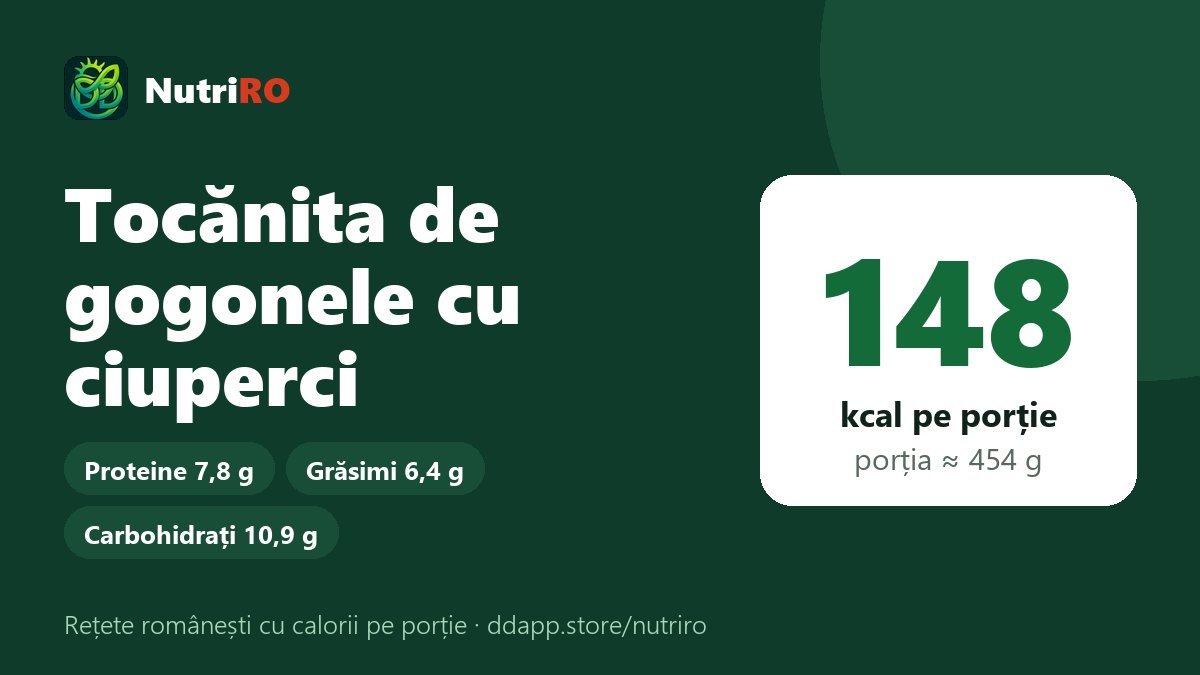 NutriRO
Tocănita de
gogonele cu
ciuperci
Proteine 7,8 g
Grăsimi 6,4 g
Carbohidrați 10,9 g
148
kcal pe porție
porția ≈ 454 g
Rețete românești cu calorii pe porție · ddapp.store/nutriro